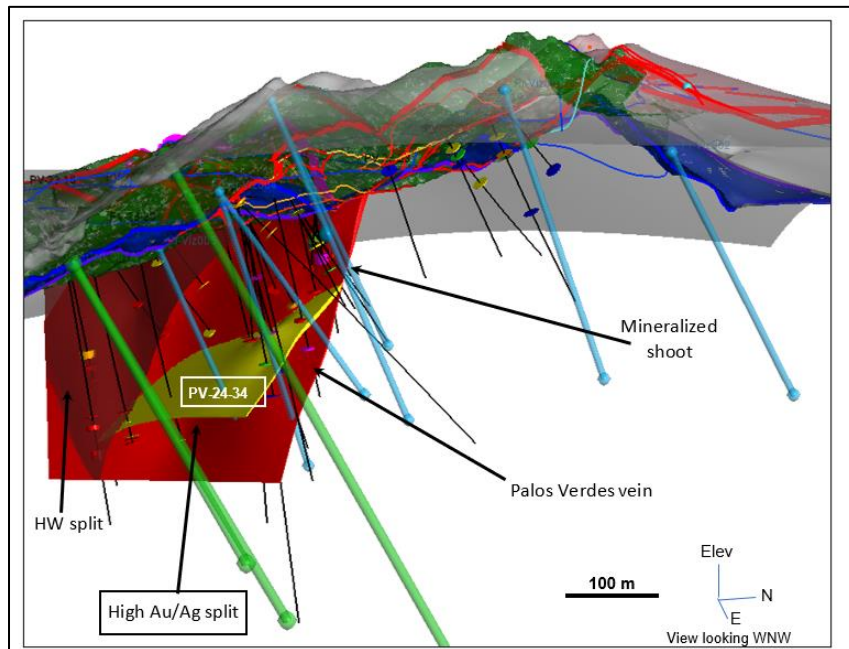 Mineralized
shoot
PV-24-34
Palos Verdes vein
HW split
High Au/Ag split
100 m
Elev
N
E
View looking WNW